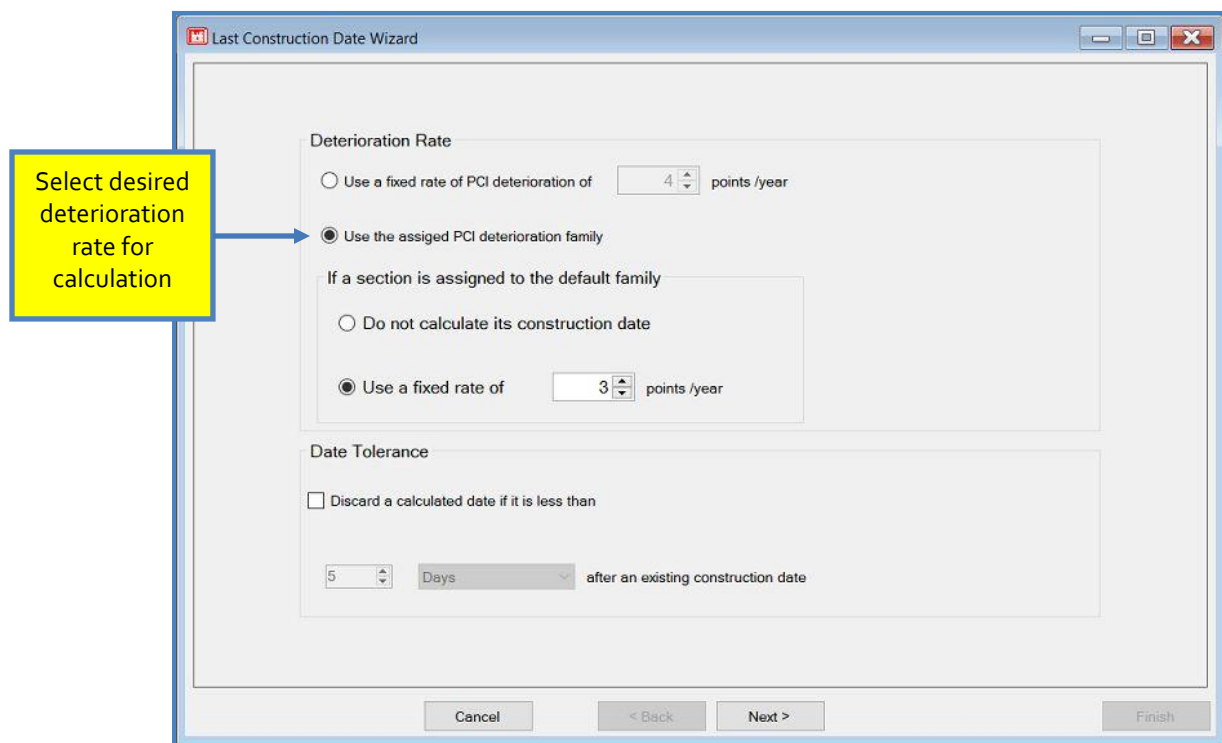 Last Construction Date Wizard
Deterioration Rate
Use a fixed rate of PCI deterioration of 4 points /year
Select desired
deterioration
rate for
calculation
Use the assiged PCI deterioration family
If a section is assigned to the default family
Do not calculate its construction date
Use a fixed rate of 3 points /year
Date Tolerance
Discard a calculated date if it is less than
5 Days after an existing construction date
Cancel < Back Next > Finish